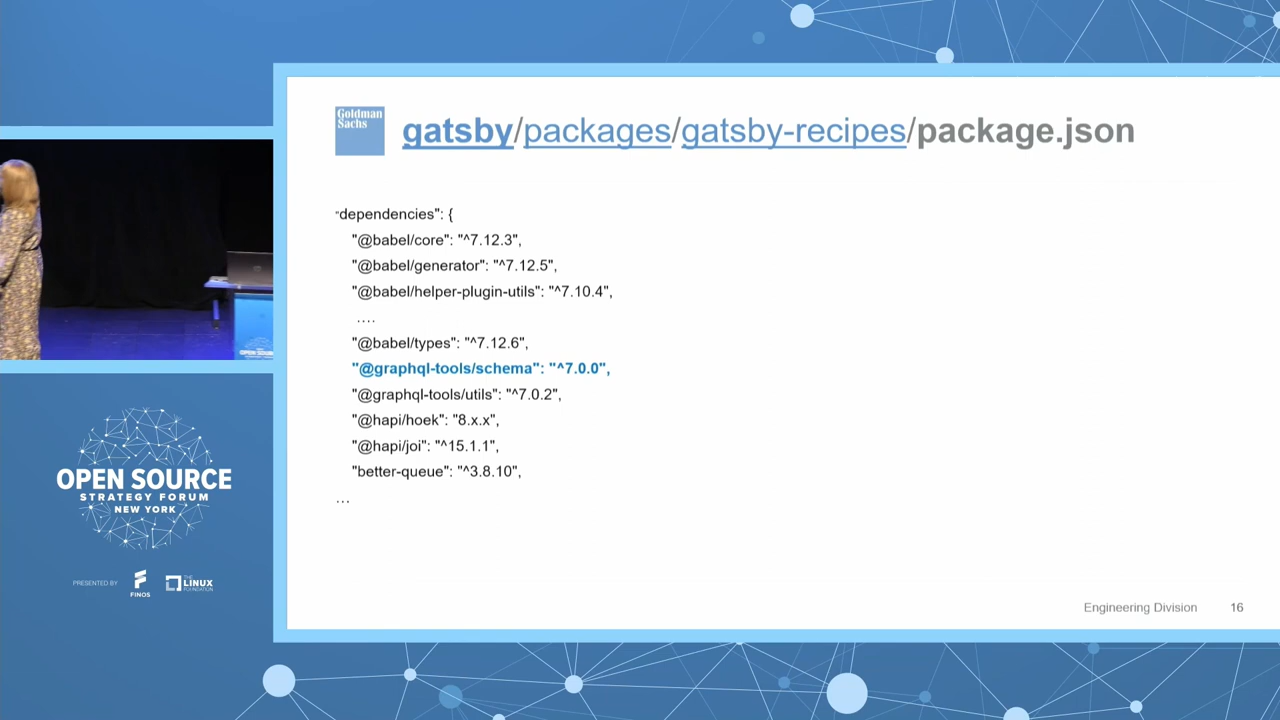 Goldman
Sachs
gatsby/packages/gatsby-recipes/package.json
"dependencies": {
"@babel/core": "^7.12.3",
"@babel/generator": "^7.12.5",
"@babel/helper-plugin-utils": "^7.10.4",
....
"@babel/types": "^7.12.6",
"@graphql-tools/schema": "^7.0.0",
"@graphql-tools/utils": "^7.0.2",
"@hapi/hoek": "8.x.x",
"@hapi/joi": "^15.1.1",
"better-queue": "^3.8.10",
...
Engineering Division 16
OPEN SOURCE
STRATEGY FORUM
NEW YORK
PRESENTED BY
FINOS
THE
LINUX
FOUNDATION